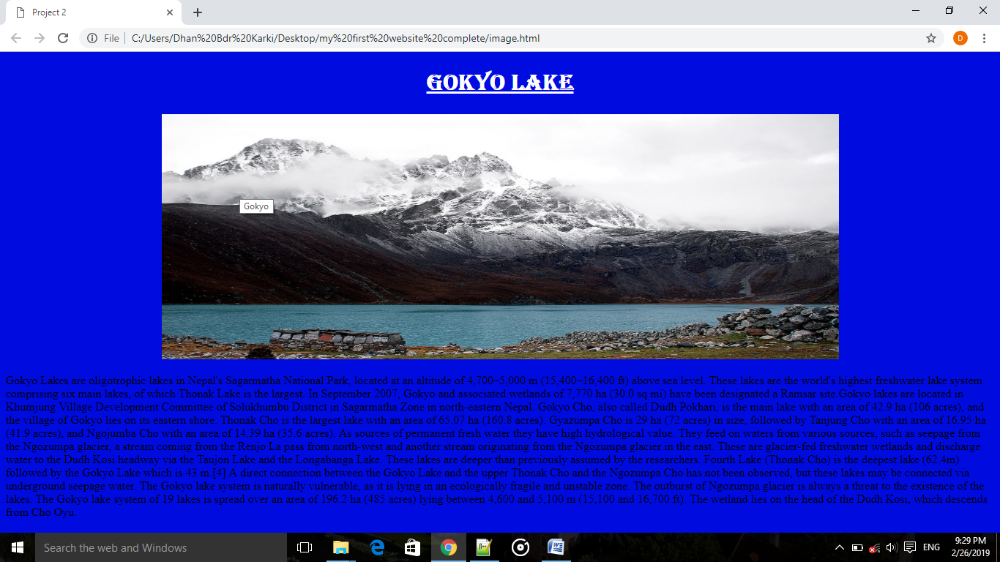 Project 2
File
C:/Users/Dhan%20Bdr%20Karki/Desktop/my%20first%20website%20complete/image.html
D
GOKYO LAKE
Gokyo
Gokyo Lakes are oligotrophic lakes in Nepal's Sagarmatha National Park, located at an altitude of 4,700–5,000 m (15,400–16,400 ft) above sea level. These lakes are the world's highest freshwater lake system
comprising six main lakes, of which Thonak Lake is the largest. In September 2007, Gokyo and associated wetlands of 7,770 ha (30.0 sq mi) have been designated a Ramsar site.Gokyo lakes are located in
Khumjung Village Development Committee of Solukhumbu District in Sagarmatha Zone in north-eastern Nepal. Gokyo Cho, also called Dudh Pokhari, is the main lake with an area of 42.9 ha (106 acres), and
the village of Gokyo lies on its eastern shore. Thonak Cho is the largest lake with an area of 65.07 ha (160.8 acres). Gyazumpa Cho is 29 ha (72 acres) in size, followed by Tanjung Cho with an area of 16.95 ha
(41.9 acres), and Ngojumba Cho with an area of 14.39 ha (35.6 acres). As sources of permanent fresh water they have high hydrological value. They feed on waters from various sources, such as seepage from
the Ngozumpa glacier, a stream coming from the Renjo La pass from north-west and another stream originating from the Ngozumpa glacier in the east. These are glacier-fed freshwater wetlands and discharge
water to the Dudh Kosi headway via the Taujon Lake and the Longabanga Lake. These lakes are deeper than previously assumed by the researchers. Fourth Lake (Thonak Cho) is the deepest lake (62.4m)
followed by the Gokyo Lake which is 43 m.[4] A direct connection between the Gokyo Lake and the upper Thonak Cho and the Ngozumpa Cho has not been observed, but these lakes may be connected via
underground seepage water. The Gokyo lake system is naturally vulnerable, as it is lying in an ecologically fragile and unstable zone. The outburst of Ngozumpa glacier is always a threat to the existence of the
lakes. The Gokyo lake system of 19 lakes is spread over an area of 196.2 ha (485 acres) lying between 4,600 and 5,100 m (15,100 and 16,700 ft). The wetland lies on the head of the Dudh Kosi, which descends
from Cho Oyu.
Search the web and Windows
ENG
9:29 PM
2/26/2019